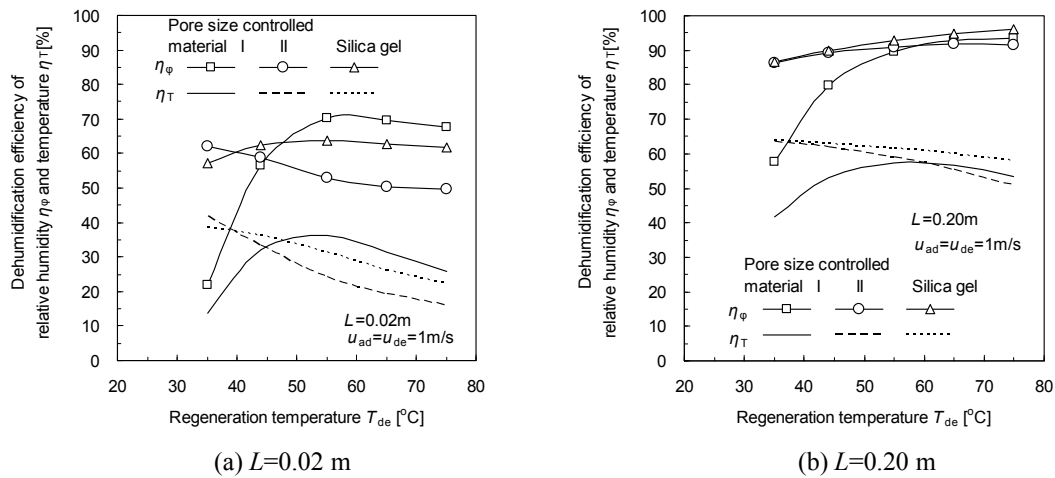 Dehumidification efficiency of
relative humidity ηφ and temperature ηT[%]
100
90
80
70
60
50
40
30
20
10
0
Pore size controlled
material I II Silica gel
ηφ
ηT
L=0.02m
uad=ude=1m/s
20 30 40 50 60 70 80
Regeneration temperature Tde [oC]
(a) L=0.02 m
Dehumidification efficiency of
relative humidity ηφ and temperature ηT[%]
100
90
80
70
60
50
40
30
20
10
0
L=0.20m
uad=ude=1m/s
Pore size controlled
material I II Silica gel
ηφ
ηT
20 30 40 50 60 70 80
Regeneration temperature Tde [oC]
(b) L=0.20 m